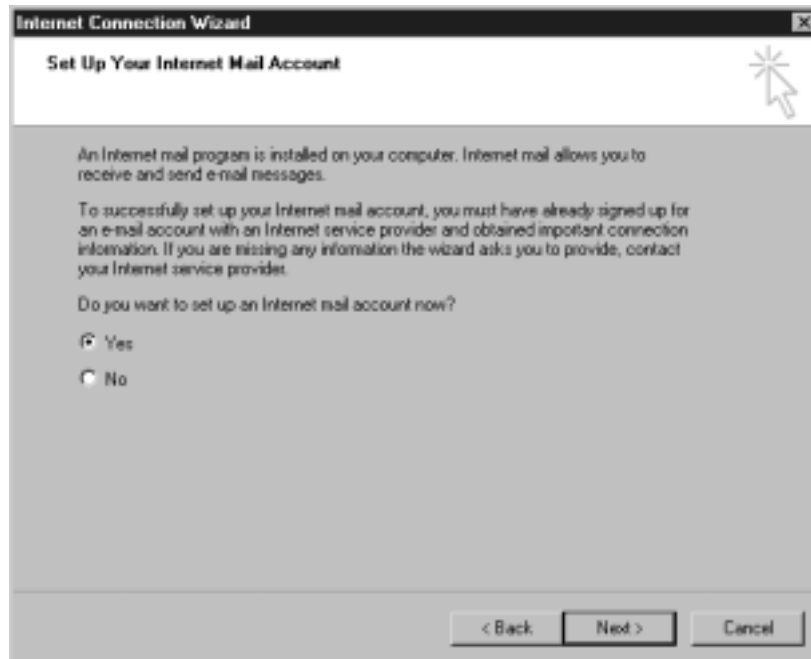 Internet Connection Wizard
Set Up Your Internet Mail Account
An Internet mail program is installed on your computer. Internet mail allows you to
receive and send e-mail messages.
To successfully set up your Internet mail account, you must have already signed up for
an e-mail account with an Internet service provider and obtained important connection
information. If you are missing any information the wizard asks you to provide, contact
your Internet service provider.
Do you want to set up an Internet mail account now?
Yes
No
< Back Next > Cancel